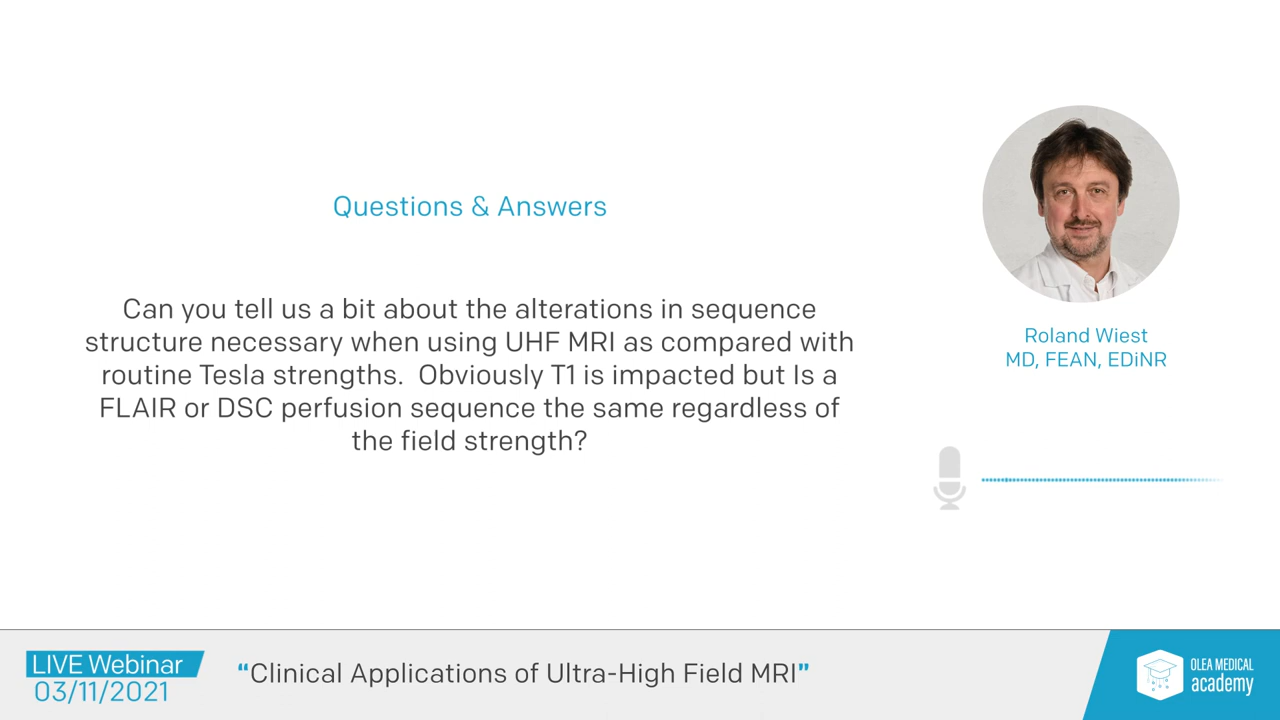 Questions & Answers
Can you tell us a bit about the alterations in sequence
structure necessary when using UHF MRI as compared with
routine Tesla strengths.  Obviously T1 is impacted but Is a
FLAIR or DSC perfusion sequence the same regardless of
the field strength?
Roland Wiest
MD, FEAN, EDiNR
LIVE Webinar
03/11/2021
“Clinical Applications of Ultra-High Field MRI”
OLEA MEDICAL
academy